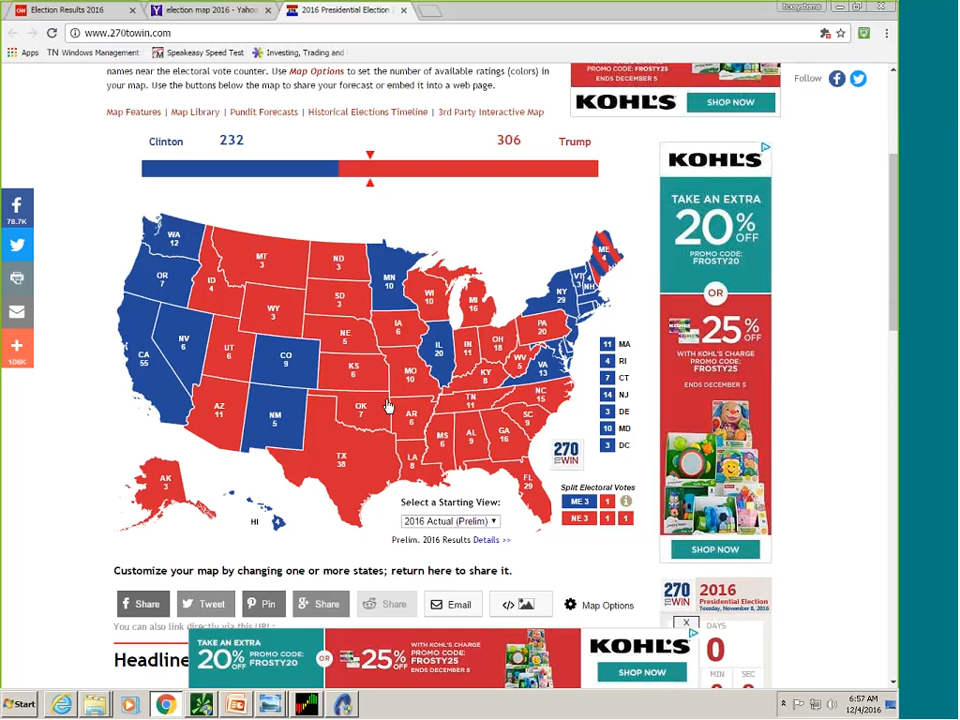 Election Results 2016
election map 2016 - Yahoo
2016 Presidential Election
www.270towin.com
Apps
TN Windows Management
Speakeasy Speed Test
Investing, Trading and
names near the electoral vote counter. Use Map Options to set the number of available ratings (colors) in
your map. Use the buttons below the map to share your forecast or embed it into a web page.
Map Features | Map Library | Pundit Forecasts | Historical Elections Timeline | 3rd Party Interactive Map
ENDS DECEMBER 5
KOHL'S
SHOP NOW
Follow
Clinton 232
306 Trump
78.7K
108K
WA
12
OR
7
CA
55
NV
6
ID
4
MT
3
WY
3
UT
6
AZ
11
CO
9
NM
5
ND
3
SD
3
NE
5
KS
6
OK
7
TX
38
MN
10
IA
6
MO
10
AR
6
LA
8
WI
10
IL
20
MI
16
IN
11
OH
18
KY
8
TN
11
MS
6
AL
9
GA
16
FL
29
SC
9
NC
15
VA
13
WV
5
PA
20
NY
29
VT
3
4
NH
ME
4
AK
3
HI 4
11 MA
4 RI
7 CT
14 NJ
3 DE
10 MD
3 DC
270
TO WIN
Split Electoral Votes
ME 3 1
NE 3 1 1
Select a Starting View:
2016 Actual (Prelim)
Prelim. 2016 Results Details >>
Customize your map by changing one or more states; return here to share it.
Share
Tweet
Pin
Share
Share
Email
Map Options
You can also link directly via this URL:
Headline
KOHL'S
TAKE AN EXTRA
20% OFF
PROMO CODE:
FROSTY20
OR
25% OFF
WITH KOHL'S CHARGE
PROMO CODE:
FROSTY25
ENDS DECEMBER 5
SHOP NOW
270
TO WIN
2016
Presidential Election
Tuesday, November 8, 2016
X
DAYS
0
MIN
SEC
TAKE AN EXTRA
20% OFF
PROMO CODE:
FROSTY20
OR
25% OFF
WITH KOHL'S CHARGE
PROMO CODE:
FROSTY25
KOHL'S
SHOP NOW
Start
6:57 AM
12/4/2016